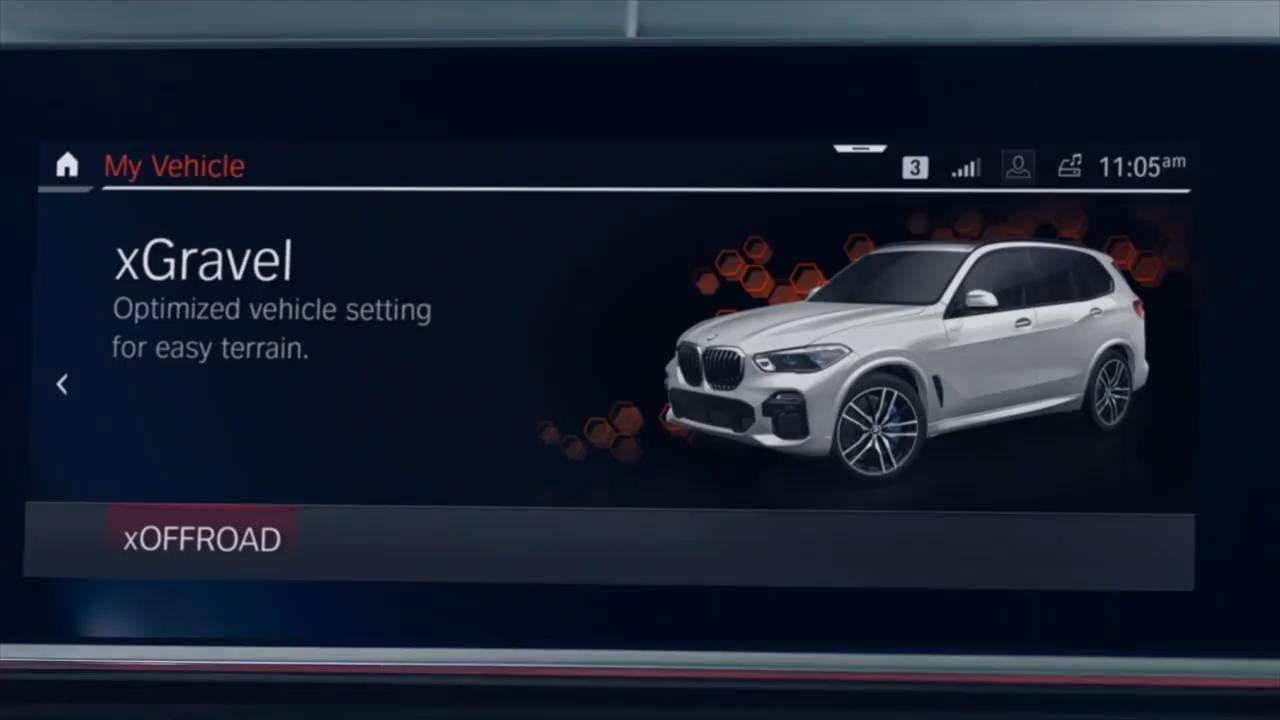 My Vehicle
3
11:05am
xGravel
Optimized vehicle setting
for easy terrain.
xOFFROAD